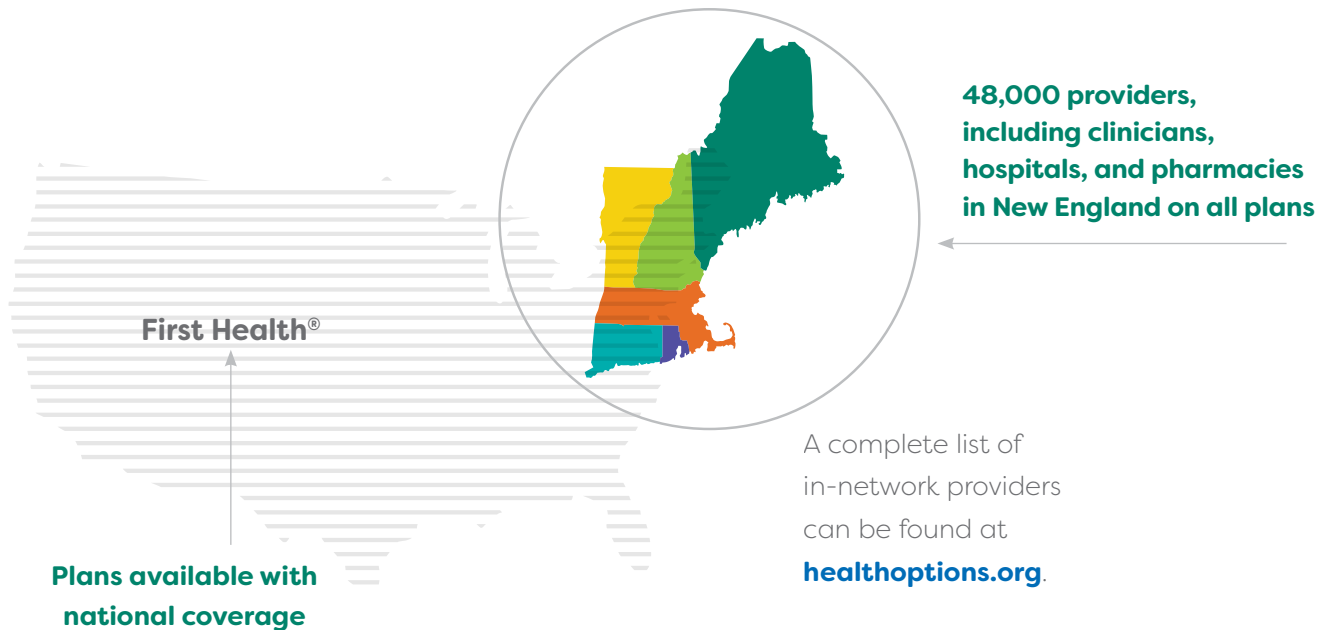 48,000 providers,
including clinicians,
hospitals, and pharmacies
in New England on all plans
First Health®
A complete list of
in-network providers
can be found at
healthoptions.org.
Plans available with
national coverage